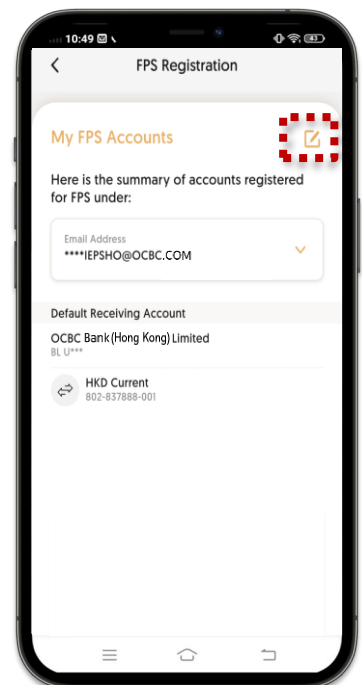 10:49
43
FPS Registration
My FPS Accounts
Here is the summary of accounts registered
for FPS under:
Email Address
****IEPSHO@OCBC.COM
Default Receiving Account
OCBC Bank (Hong Kong) Limited
BL U***
HKD Current
802-837888-001